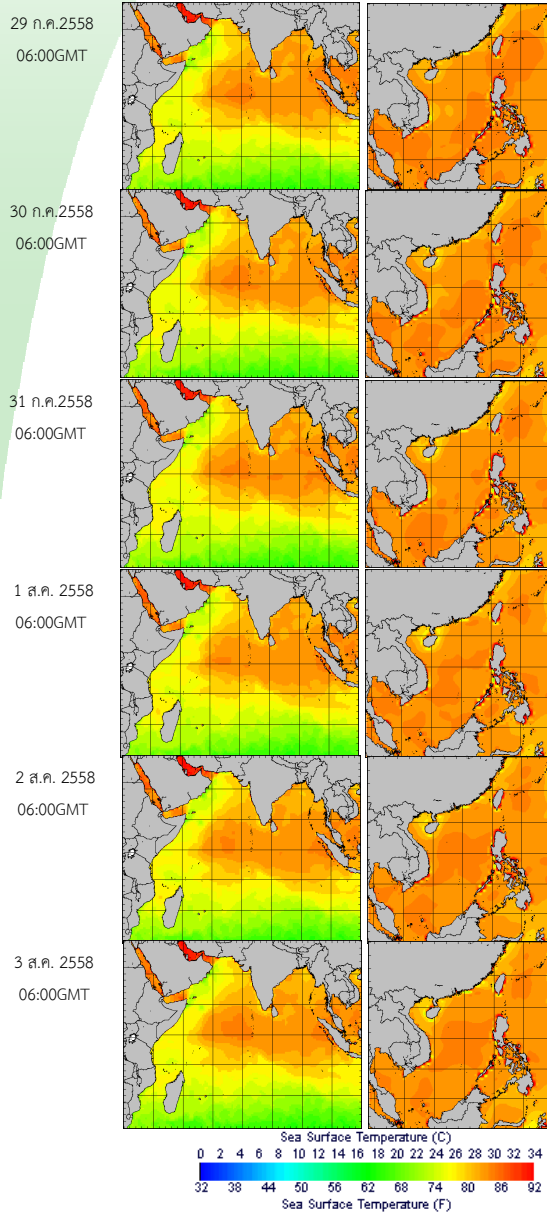 29 ก.ค.2558
06:00GMT
30 ก.ค.2558
06:00GMT
31 ก.ค.2558
06:00GMT
1 ส.ค. 2558
06:00GMT
2 ส.ค. 2558
06:00GMT
3 ส.ค. 2558
06:00GMT
Sea Surface Temperature (C)
0 2 4 6 8 10 12 14 16 18 20 22 24 26 28 30 32 34
32 38 44 50 56 62 68 74 80 86 92
Sea Surface Temperature (F)